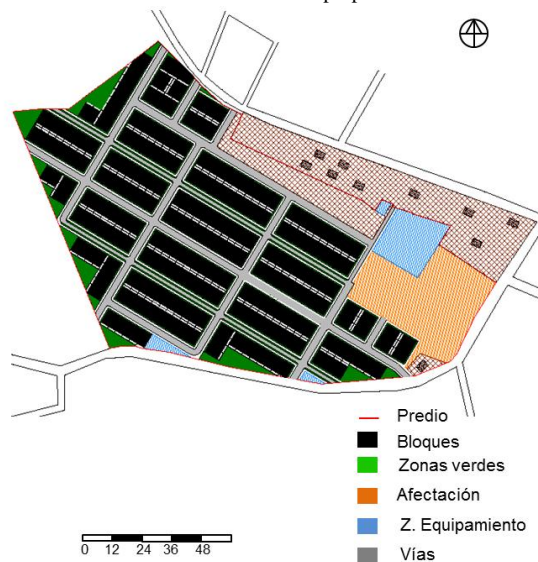 Predio
Bloques
Zonas verdes
Afectación
Z. Equipamiento
Vías
0 12 24 36 48